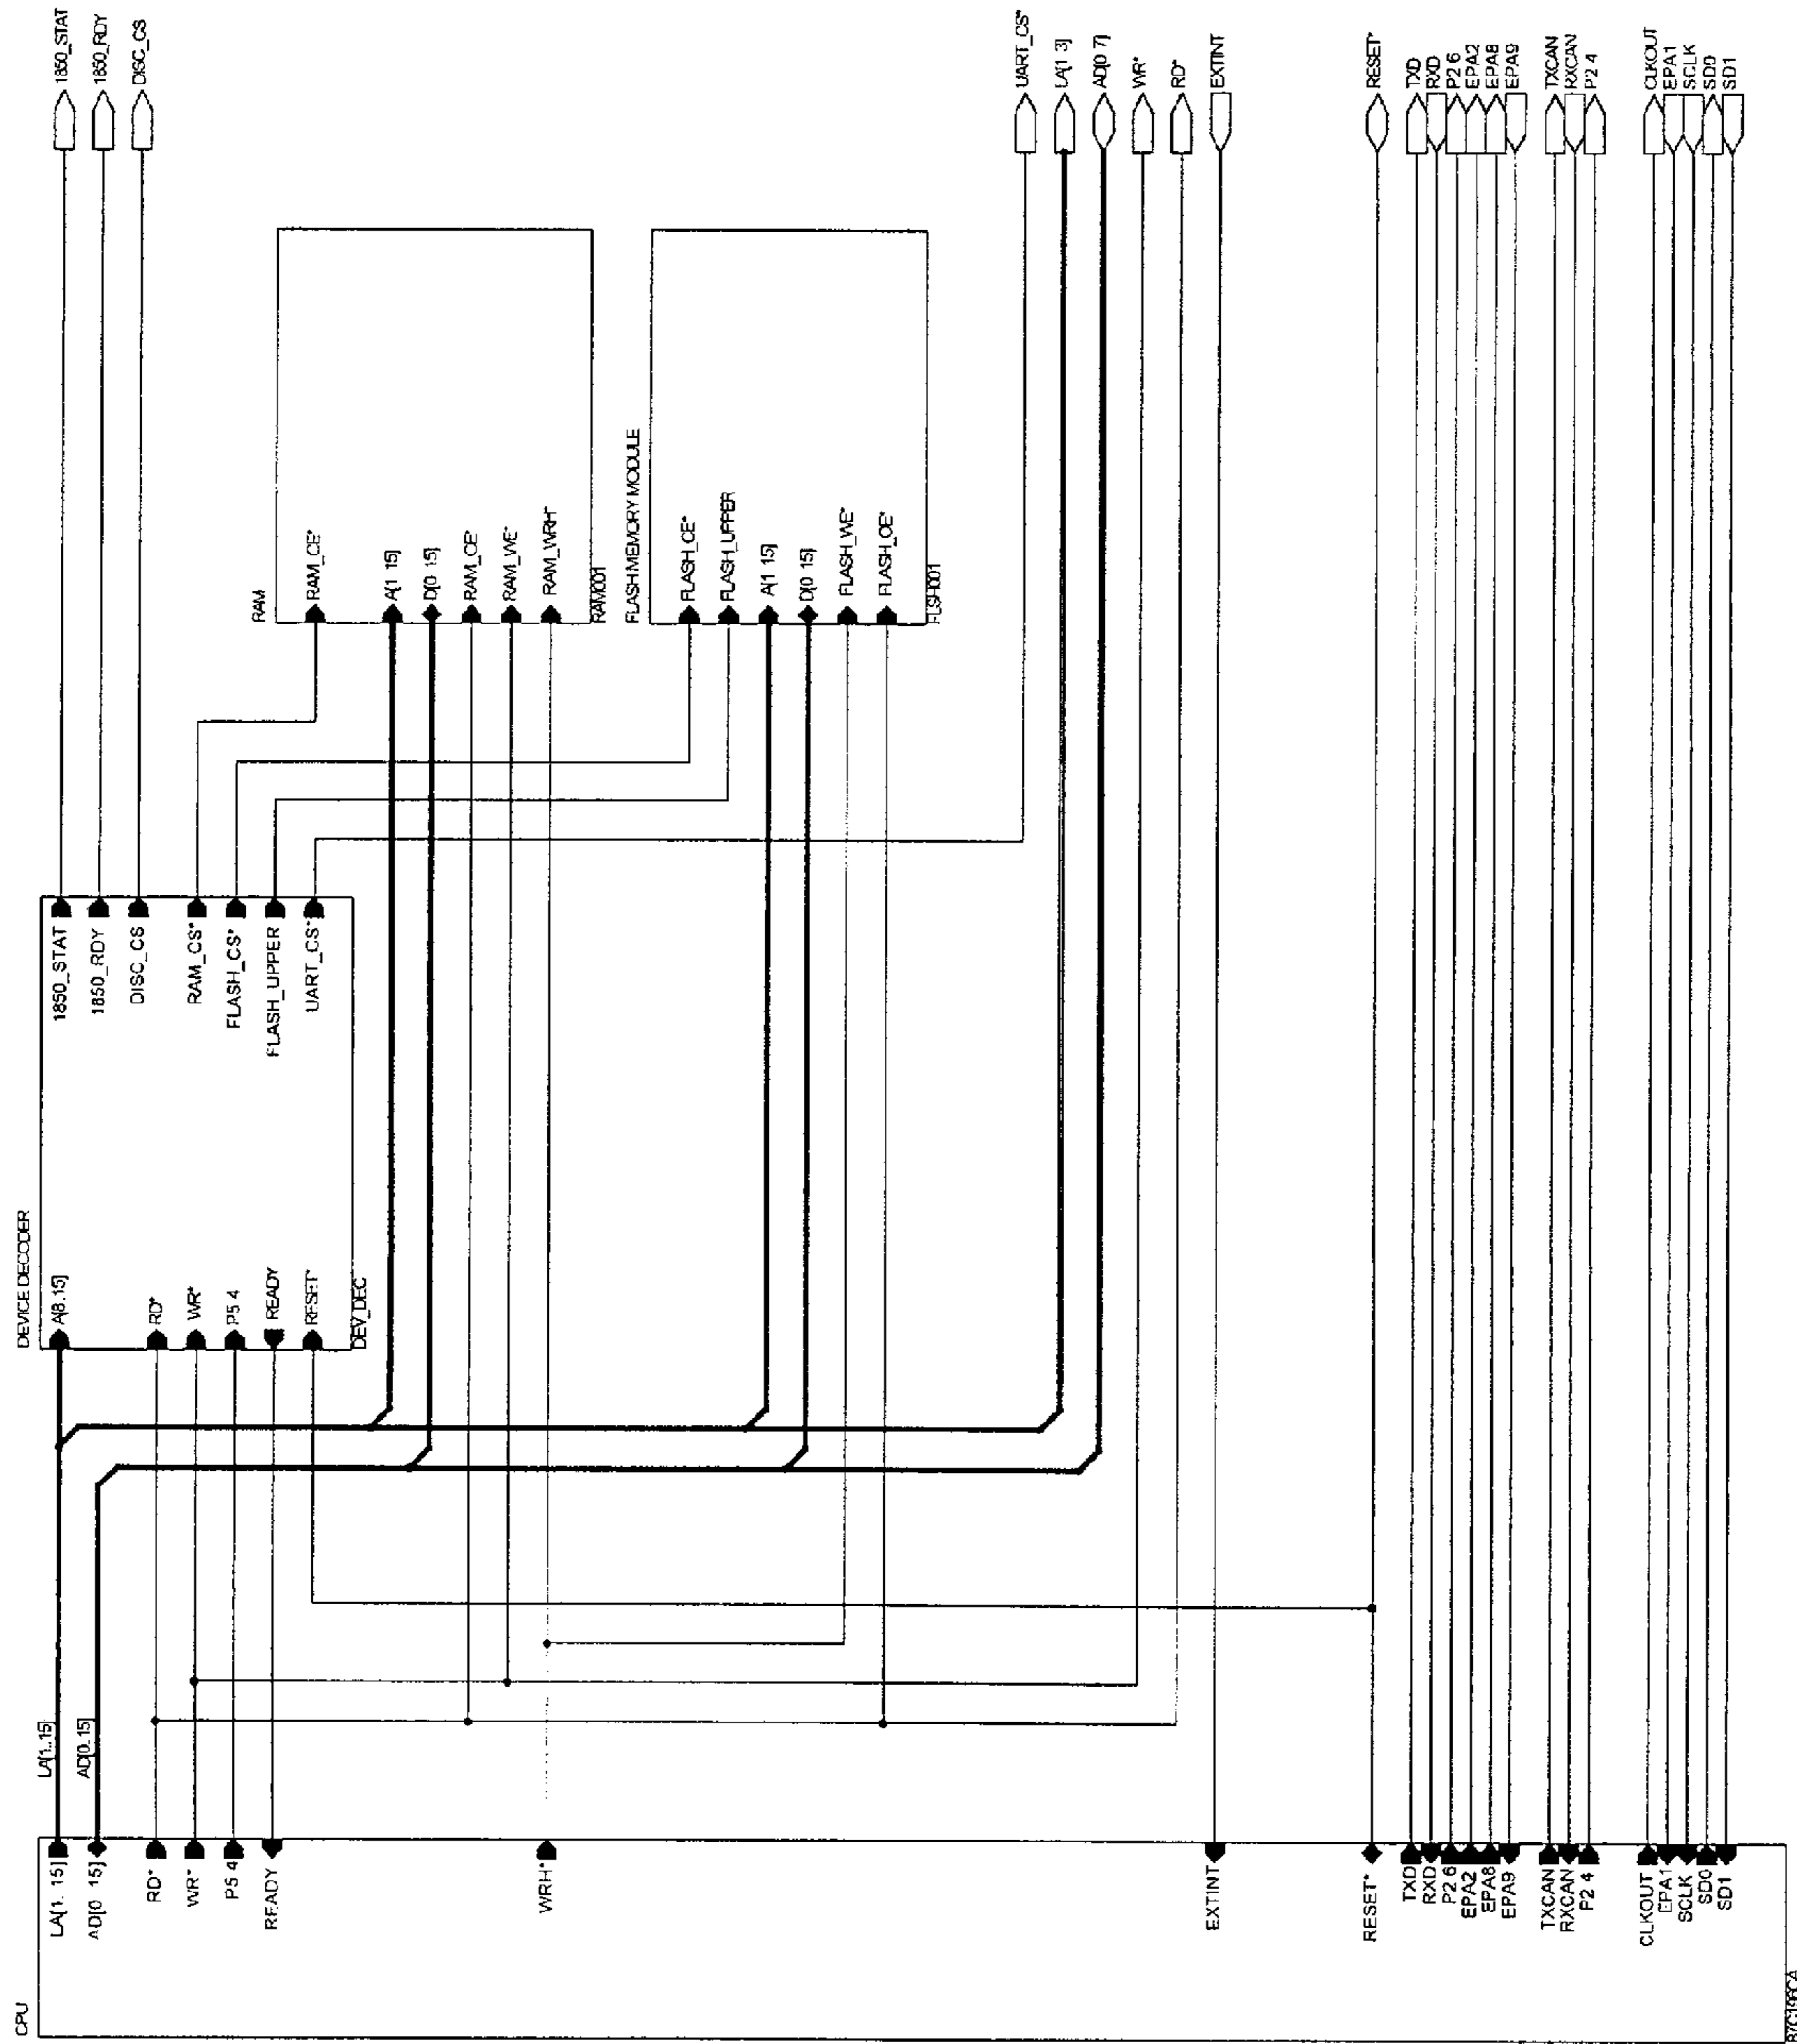 CPU
LA[1. 15]
AD[0 15]
RD*
WR*
P5 4
READY
WRH*
EXTINT
RESET*
TXD
RXD
P2 6
EPA2
EPA8
EPA9
TXCAN
RXCAN
P2 4
CLKOUT
EPA1
SCLK
SD0
SD1
87C196CA
LA[1..15]
AD[0..15]
DEVICE DECODER
A[8.15]
RD*
WR*
P5 4
READY
RESET*
DEV_DEC
1850_STAT
1850_RDY
DISC_CS
RAM_CS*
FLASH_CS*
FLASH_UPPER
UART_CS*
RAM
RAM_CE*
A[1 15]
D[0 15]
RAM_OE*
RAM_WE*
RAM_WRH*
RAM001
FLASH MEMORY MODULE
FLASH_CE*
FLASH_UPPER
A[1 15]
D[0 15]
FLASH_WE*
FLASH_OE*
FLSH001
1850_STAT
1850_RDY
DISC_CS
UART_CS*
LA[1 3]
AD[0 7]
WR*
RD*
EXTINT
RESET*
TXD
RXD
P2 6
EPA2
EPA8
EPA9
TXCAN
RXCAN
P2 4
CLKOUT
EPA1
SCLK
SD0
SD1